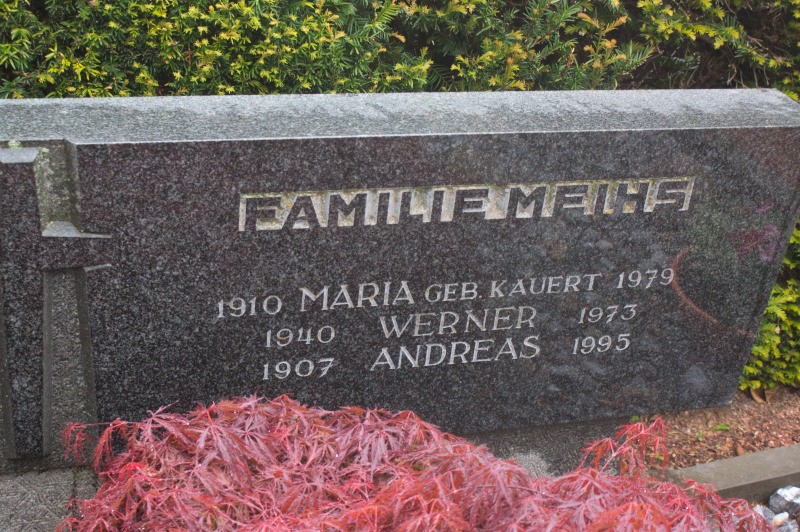 FAMILIE MEIHS
1910 MARIA GEB. KAUERT 1979
1940 WERNER 1973
1907 ANDREAS 1995